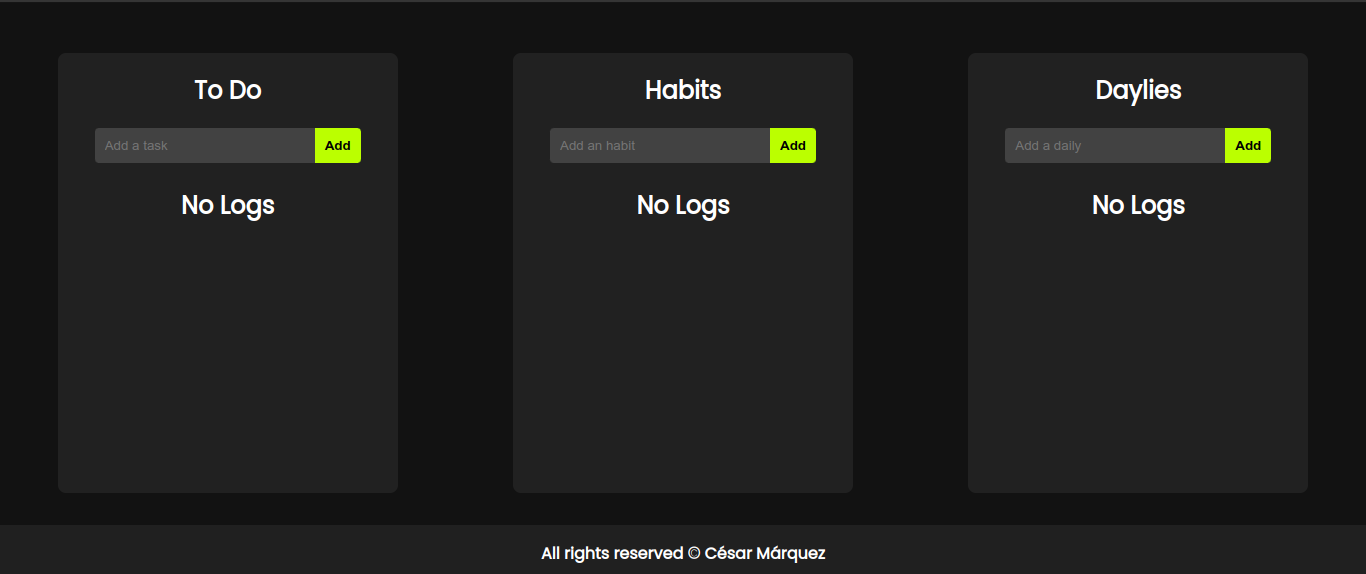 To Do
Add a task
Add
No Logs
Habits
Add an habit
Add
No Logs
Daylies
Add a daily
Add
No Logs
All rights reserved © César Márquez